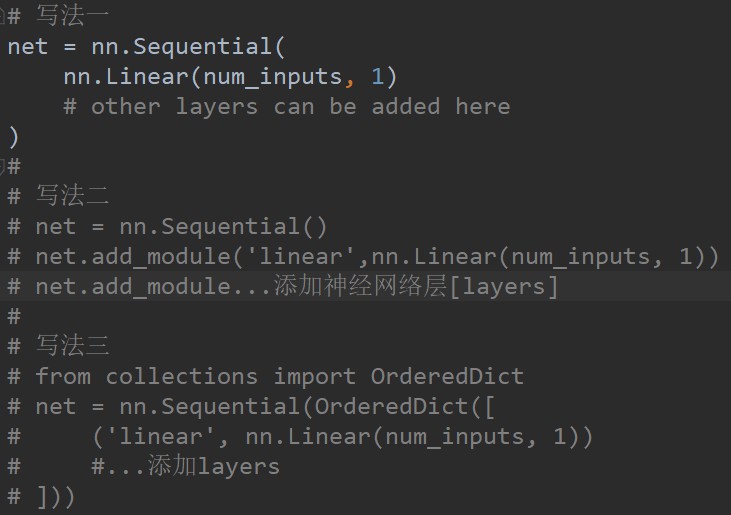 # 写法一
net = nn.Sequential(
    nn.Linear(num_inputs, 1)
    # other layers can be added here
)
#
# 写法二
# net = nn.Sequential()
# net.add_module('linear',nn.Linear(num_inputs, 1))
# net.add_module...添加神经网络层[layers]
#
# 写法三
# from collections import OrderedDict
# net = nn.Sequential(OrderedDict([
#     ('linear', nn.Linear(num_inputs, 1))
#     #...添加layers
# ]))